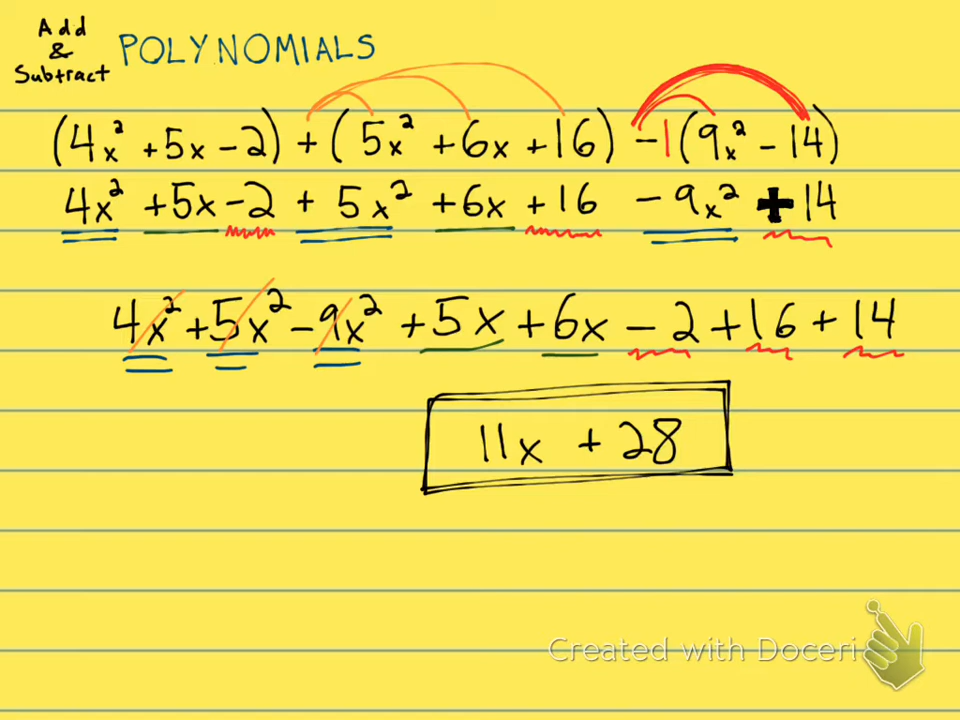 Add
&
Subtract
POLYNOMIALS
(4x² +5x -2) + (5x² +6x +16) -1(9x² - 14)
4x² +5x -2 + 5x² +6x +16 - 9x² +14
4x² +5x² -9x² +5x +6x -2 +16 +14
11x + 28
Created with Doceri